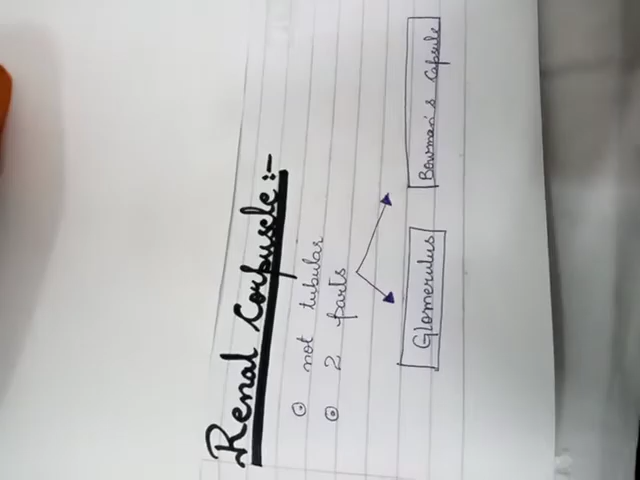 Renal Corpuscle :-
⊙ not tubular
⊙ 2 parts
Glomerulus Bowman's Capsule